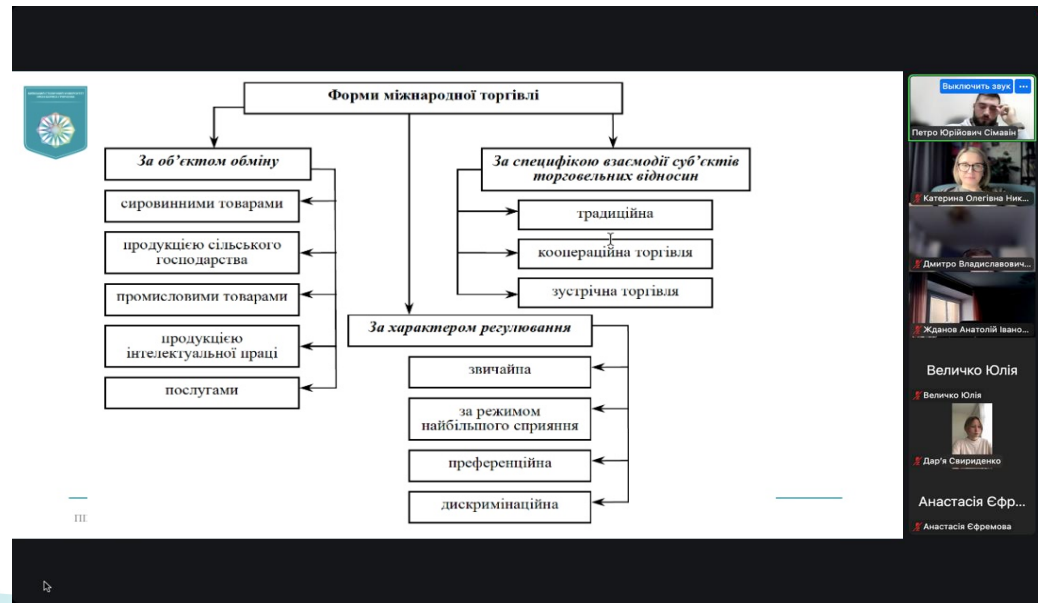 Форми міжнародної торгівлі
За об’єктом обміну
сировинними товарами
продукцією сільського
господарства
промисловими товарами
продукцією
інтелектуальної праці
послугами
За специфікою взаємодії суб’єктів
торговельних відносин
традиційна
коопераційна торгівля
зустрічна торгівля
За характером регулювання
звичайна
за режимом
найбільшого сприяння
преференційна
дискримінаційна
Выключить звук
Петро Юрійович Сімавін
Катерина Олегівна Ник...
Дмитро Владиславович...
Жданов Анатолій Івано...
Величко Юлія
Величко Юлія
Дар’я Свириденко
Анастасія Єфр...
Анастасія Єфремова